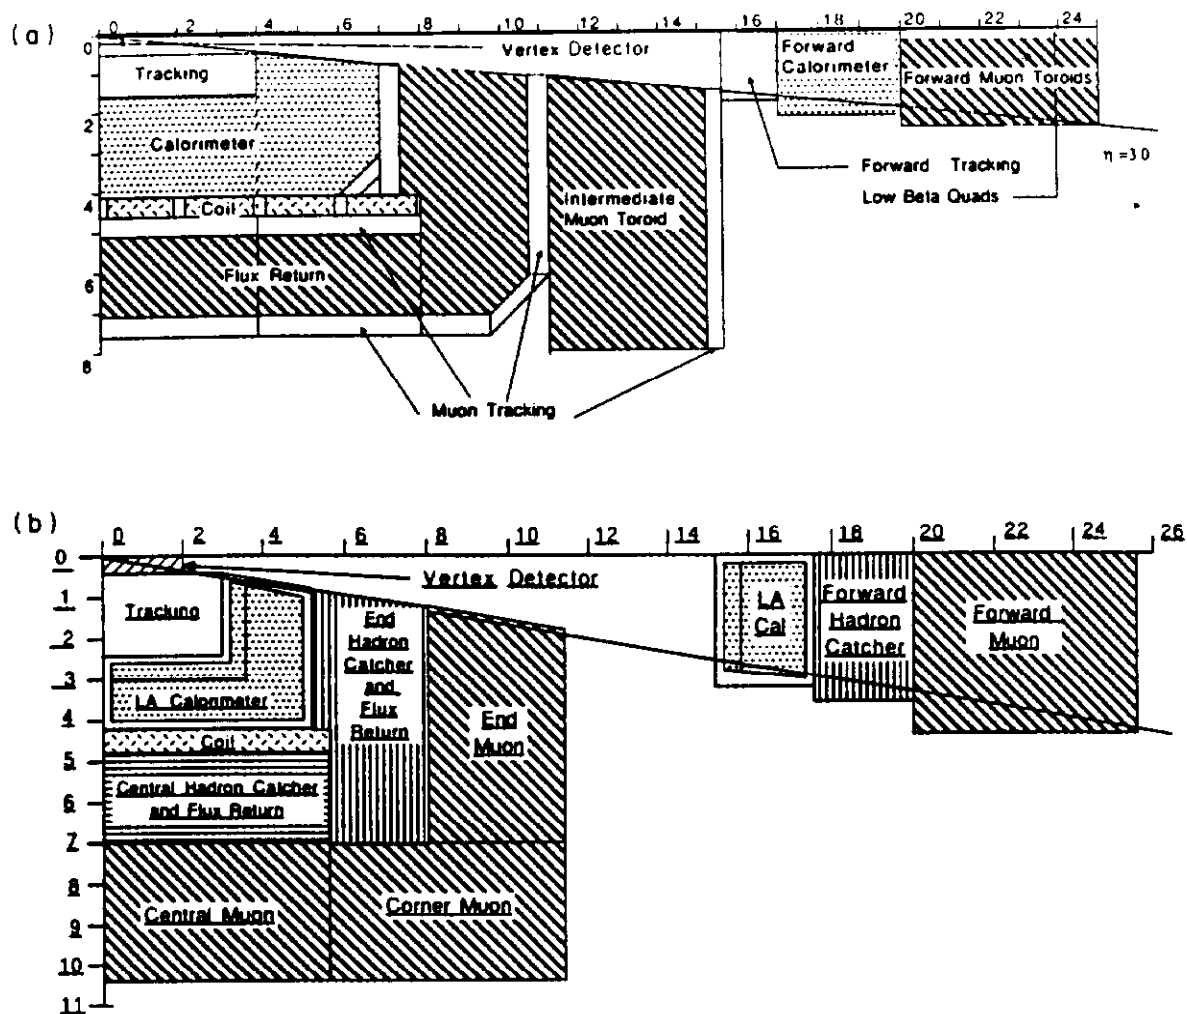 (a)
0 2 4 6 8 10 12 14 16 18 20 22 24
0
2
4
6
8
Vertex Detector
Tracking
Calorimeter
Coil
Flux Return
Intermediate
Muon Toroid
Forward
Calorimeter
Forward Muon Toroids
Forward Tracking
Low Beta Quads
η = 3 0
Muon Tracking
(b)
0 2 4 6 8 10 12 14 16 18 20 22 24 26
0
1
2
3
4
5
6
7
8
9
10
11
Vertex Detector
Tracking
LA Calorimeter
Coil
Central Hadron Catcher
and Flux Return
End
Hadron
Catcher
and
Flux
Return
End
Muon
Central Muon
Corner Muon
LA
Cal
Forward
Hadron
Catcher
Forward
Muon